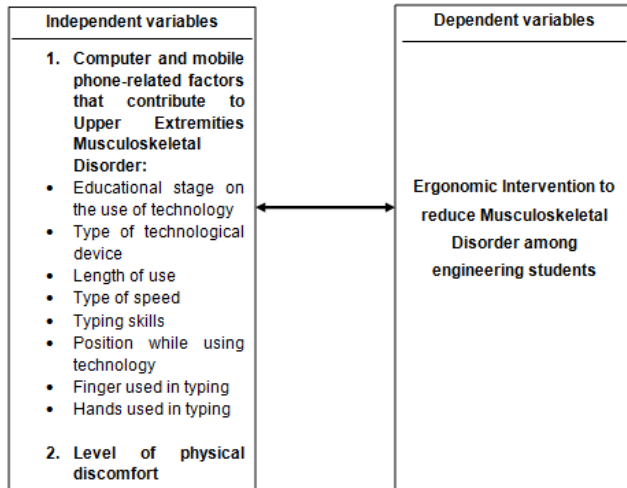 Independent variables
1. Computer and mobile
phone-related factors
that contribute to
Upper Extremities
Musculoskeletal
Disorder:
• Educational stage on
the use of technology
• Type of technological
device
• Length of use
• Type of speed
• Typing skills
• Position while using
technology
• Finger used in typing
• Hands used in typing
2. Level of physical
discomfort
Dependent variables
Ergonomic Intervention to
reduce Musculoskeletal
Disorder among
engineering students